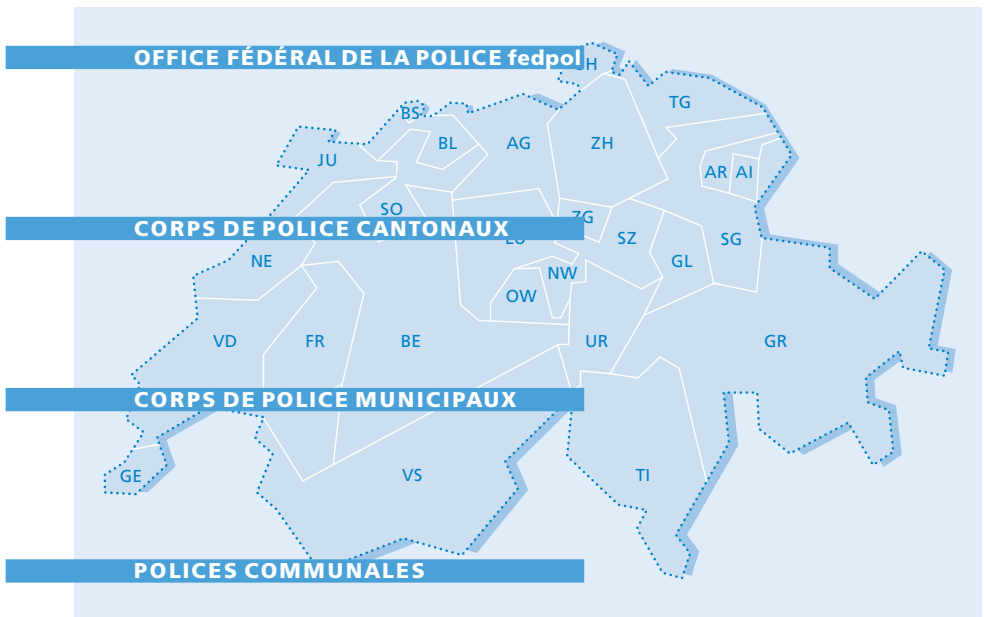 OFFICE FÉDÉRAL DE LA POLICE fedpol
TG
BS
BL
AG
ZH
JU
AR AI
SO
ZG
CORPS DE POLICE CANTONAUX
SZ
SG
NE
GL
NW
OW
VD
FR
BE
UR
GR
CORPS DE POLICE MUNICIPAUX
GE
VS
TI
POLICES COMMUNALES